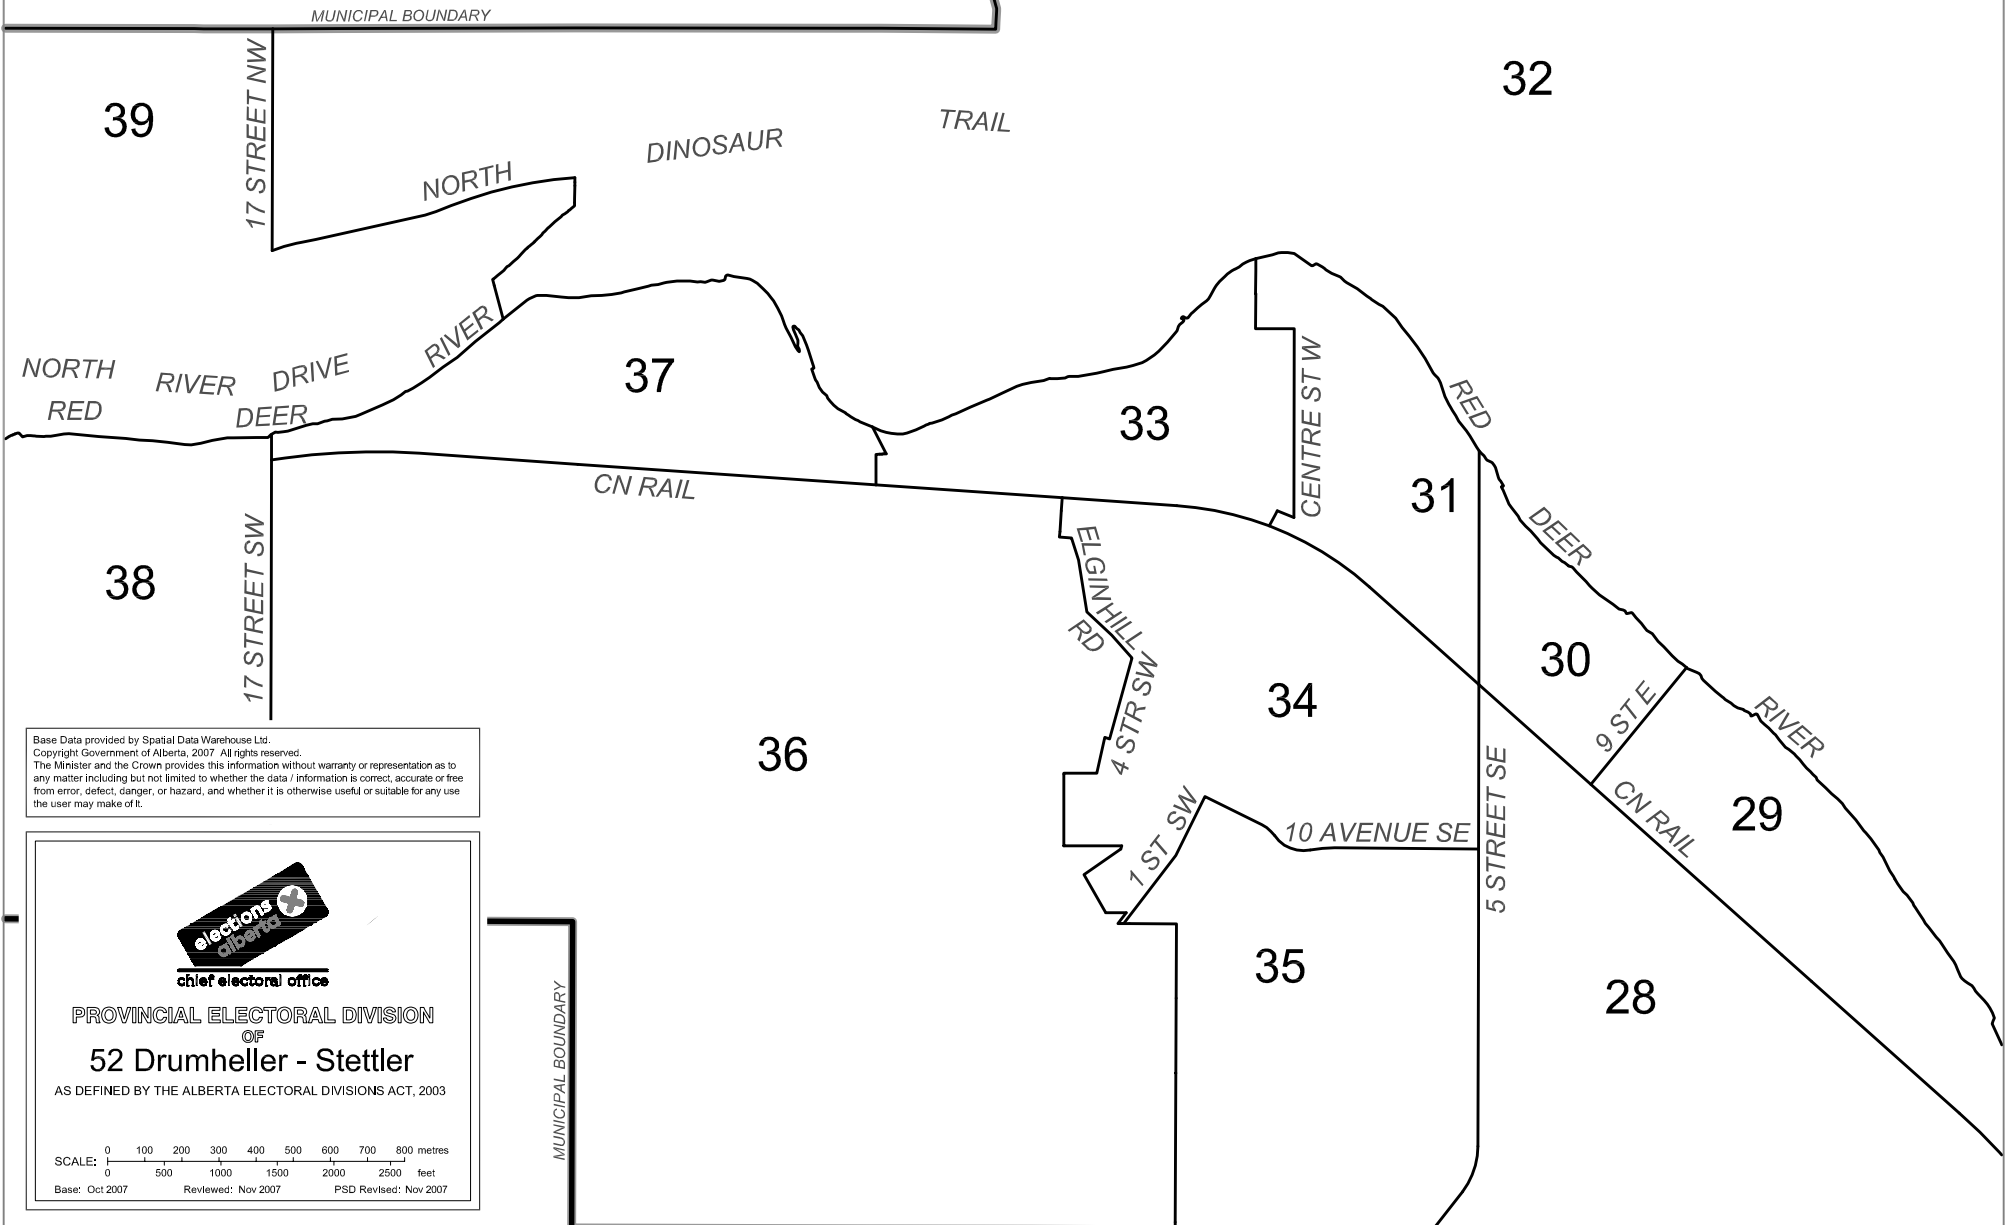 MUNICIPAL BOUNDARY
32
39
17 STREET NW
NORTH DINOSAUR TRAIL
RIVER
37
NORTH RIVER DRIVE
RED DEER
33
CENTRE ST W
RED
31
CN RAIL
DEER
38
17 STREET SW
ELGIN HILL
RD
30
4 STR SW
34
9 ST E
RIVER
36
29
CN RAIL
1 ST SW
10 AVENUE SE
5 STREET SE
35
28
MUNICIPAL BOUNDARY
Base Data provided by Spatial Data Warehouse Ltd.
Copyright Government of Alberta, 2007 All rights reserved.
The Minister and the Crown provides this information without warranty or representation as to
any matter including but not limited to whether the data / information is correct, accurate or free
from error, defect, danger, or hazard, and whether it is otherwise useful or suitable for any use
the user may make of it.
elections
alberta
chief electoral office
PROVINCIAL ELECTORAL DIVISION
OF
52 Drumheller - Stettler
AS DEFINED BY THE ALBERTA ELECTORAL DIVISIONS ACT, 2003
0 100 200 300 400 500 600 700 800 metres
SCALE:
0 500 1000 1500 2000 2500 feet
Base: Oct 2007 Reviewed: Nov 2007 PSD Revised: Nov 2007